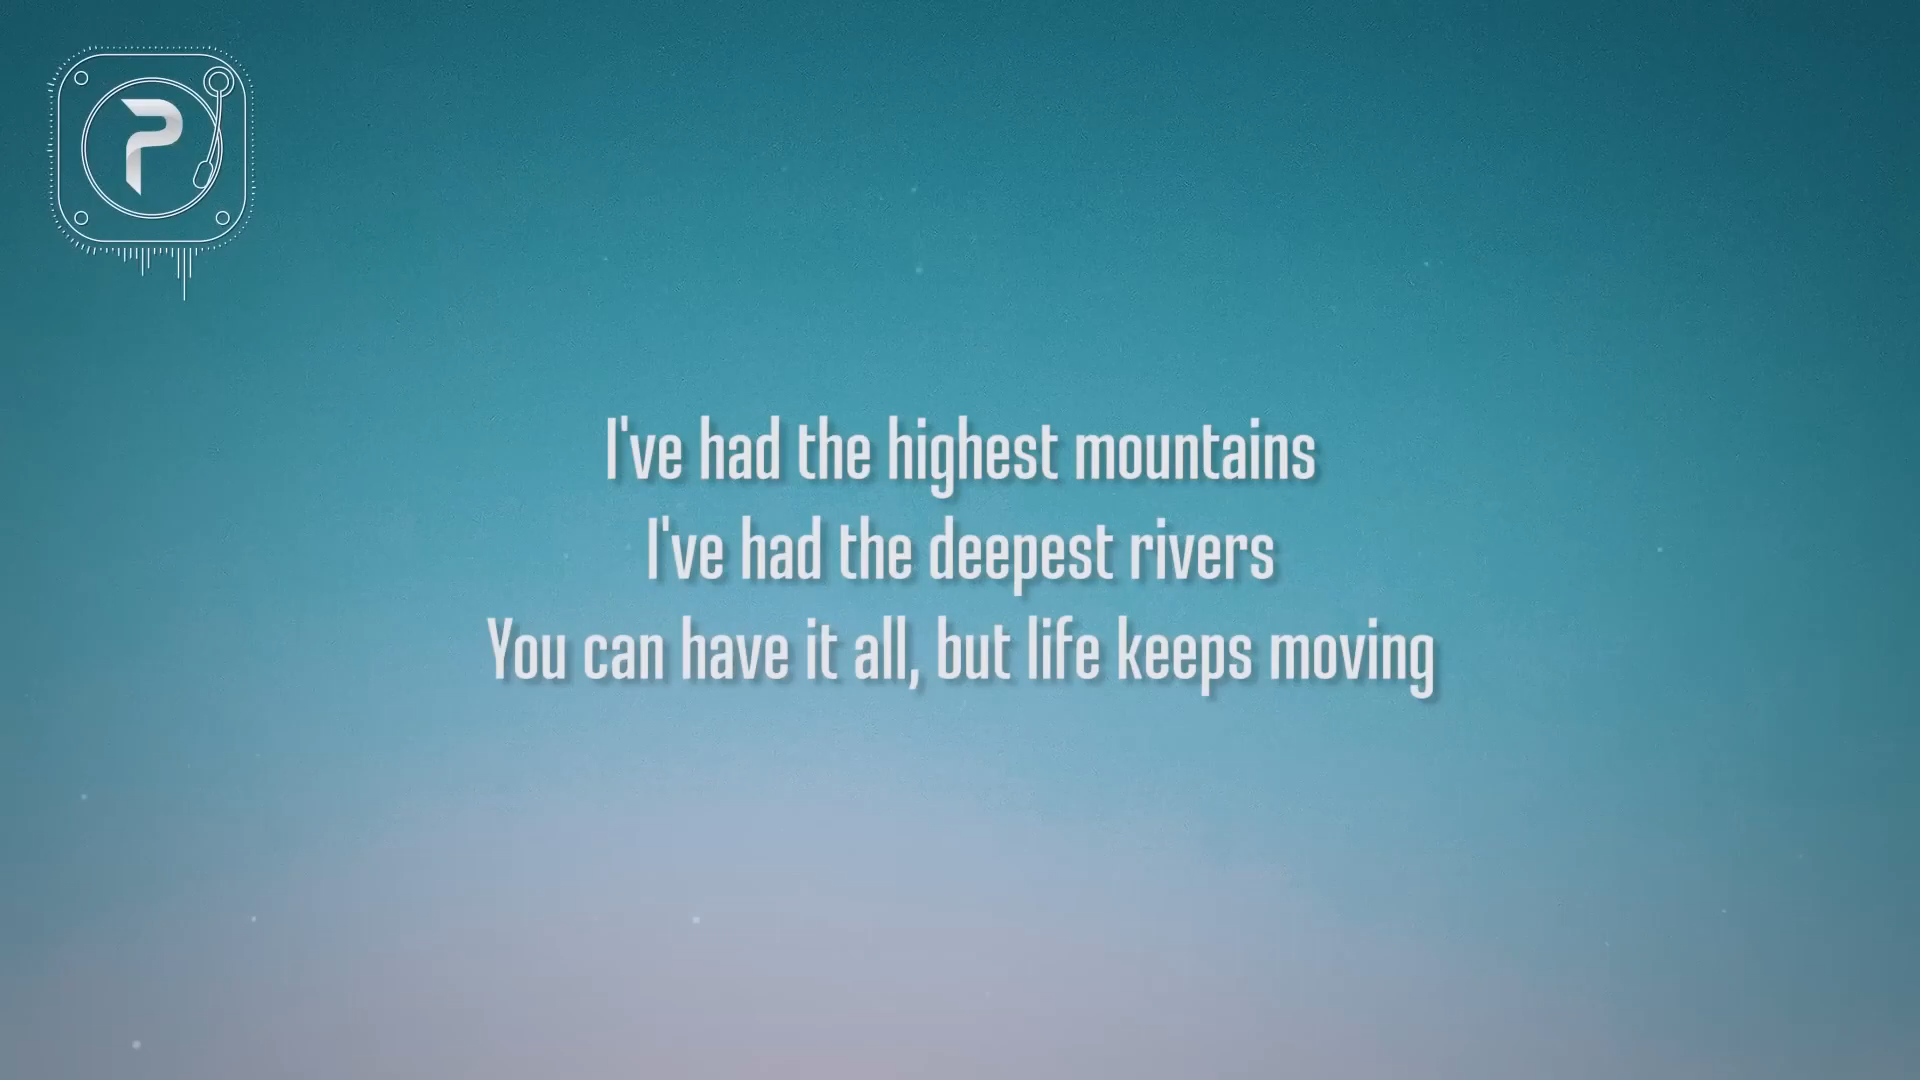 P
I've had the highest mountains
I've had the deepest rivers
You can have it all, but life keeps moving